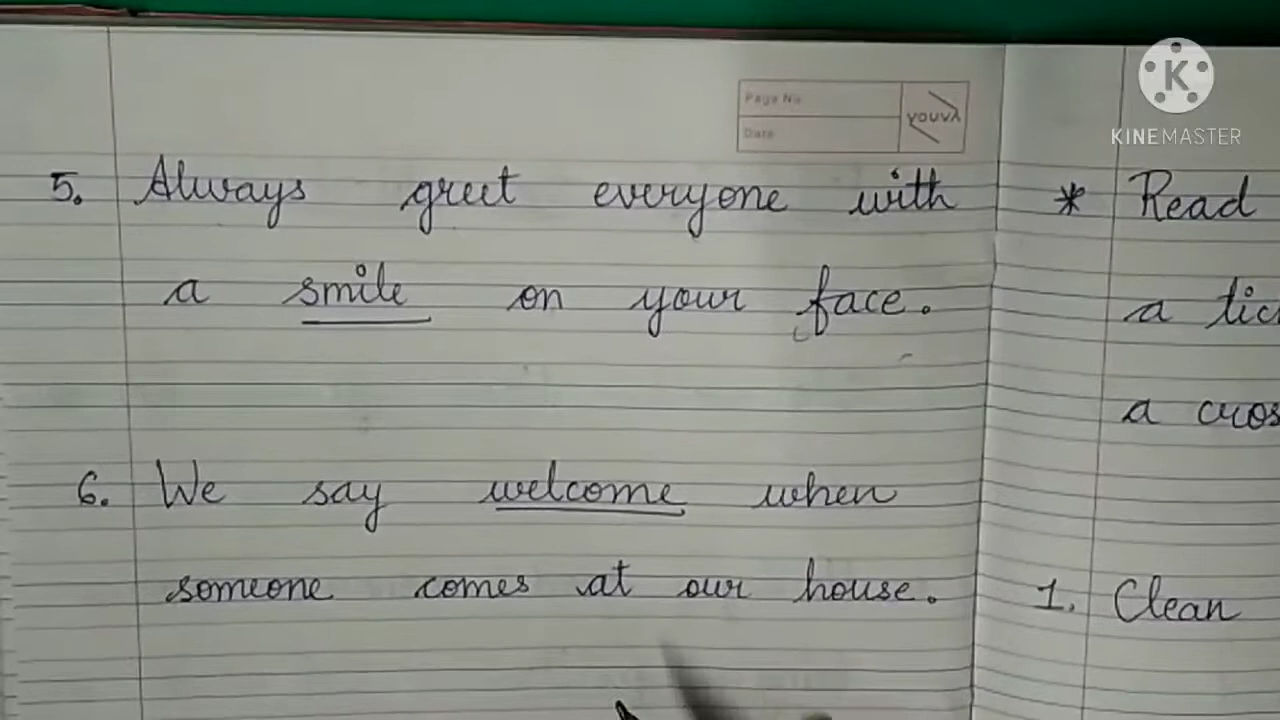 Page No
Date
YOUVA
KINEMASTER
5. Always greet everyone with
a smile on your face.
6. We say welcome when
someone comes at our house.
* Read
a
a
1. Clean